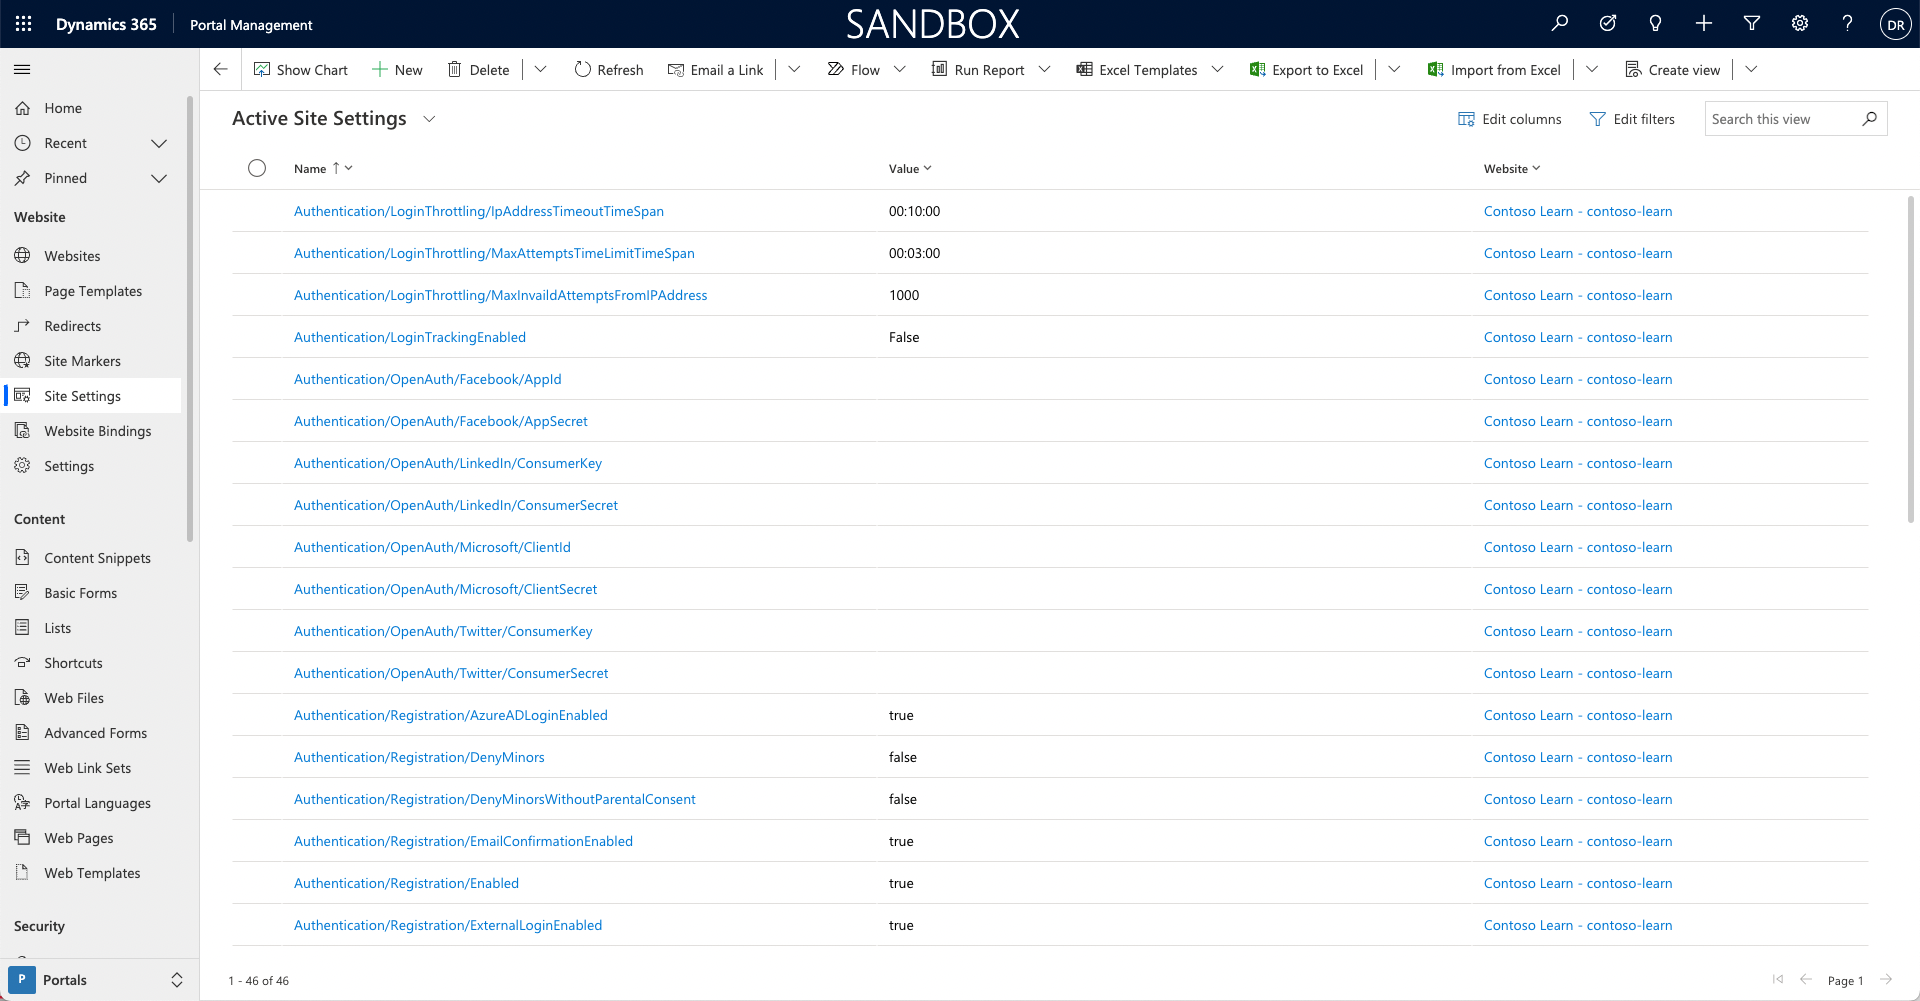 Dynamics 365 Portal Management SANDBOX DR
Show Chart New Delete Refresh Email a Link Flow Run Report Excel Templates Export to Excel Import from Excel Create view
Home
Recent
Pinned
Website
Websites
Page Templates
Redirects
Site Markers
Site Settings
Website Bindings
Settings
Content
Content Snippets
Basic Forms
Lists
Shortcuts
Web Files
Advanced Forms
Web Link Sets
Portal Languages
Web Pages
Web Templates
Security
P Portals
Active Site Settings Edit columns Edit filters Search this view
Name Value Website
Authentication/LoginThrottling/IpAddressTimeoutTimeSpan 00:10:00 Contoso Learn - contoso-learn
Authentication/LoginThrottling/MaxAttemptsTimeLimitTimeSpan 00:03:00 Contoso Learn - contoso-learn
Authentication/LoginThrottling/MaxInvaildAttemptsFromIPAddress 1000 Contoso Learn - contoso-learn
Authentication/LoginTrackingEnabled False Contoso Learn - contoso-learn
Authentication/OpenAuth/Facebook/AppId Contoso Learn - contoso-learn
Authentication/OpenAuth/Facebook/AppSecret Contoso Learn - contoso-learn
Authentication/OpenAuth/LinkedIn/ConsumerKey Contoso Learn - contoso-learn
Authentication/OpenAuth/LinkedIn/ConsumerSecret Contoso Learn - contoso-learn
Authentication/OpenAuth/Microsoft/ClientId Contoso Learn - contoso-learn
Authentication/OpenAuth/Microsoft/ClientSecret Contoso Learn - contoso-learn
Authentication/OpenAuth/Twitter/ConsumerKey Contoso Learn - contoso-learn
Authentication/OpenAuth/Twitter/ConsumerSecret Contoso Learn - contoso-learn
Authentication/Registration/AzureADLoginEnabled true Contoso Learn - contoso-learn
Authentication/Registration/DenyMinors false Contoso Learn - contoso-learn
Authentication/Registration/DenyMinorsWithoutParentalConsent false Contoso Learn - contoso-learn
Authentication/Registration/EmailConfirmationEnabled true Contoso Learn - contoso-learn
Authentication/Registration/Enabled true Contoso Learn - contoso-learn
Authentication/Registration/ExternalLoginEnabled true Contoso Learn - contoso-learn
1 - 46 of 46 Page 1